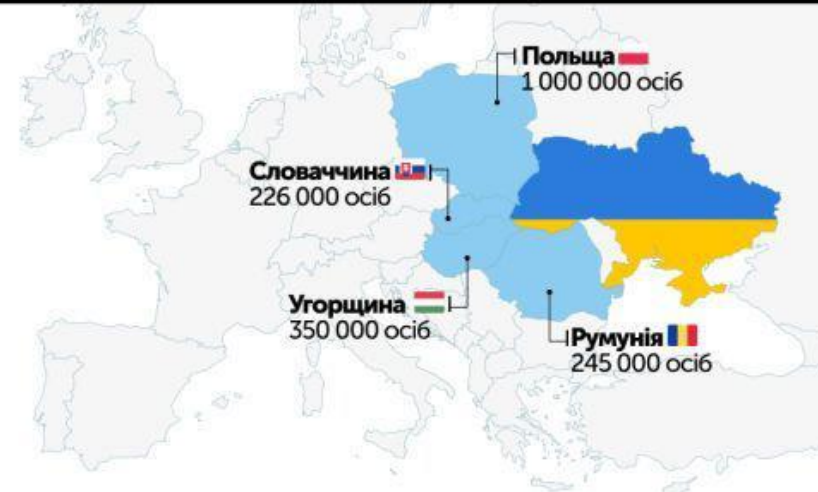 Польща
1 000 000 осіб
Словаччина
226 000 осіб
Угорщина
350 000 осіб
Румунія
245 000 осіб